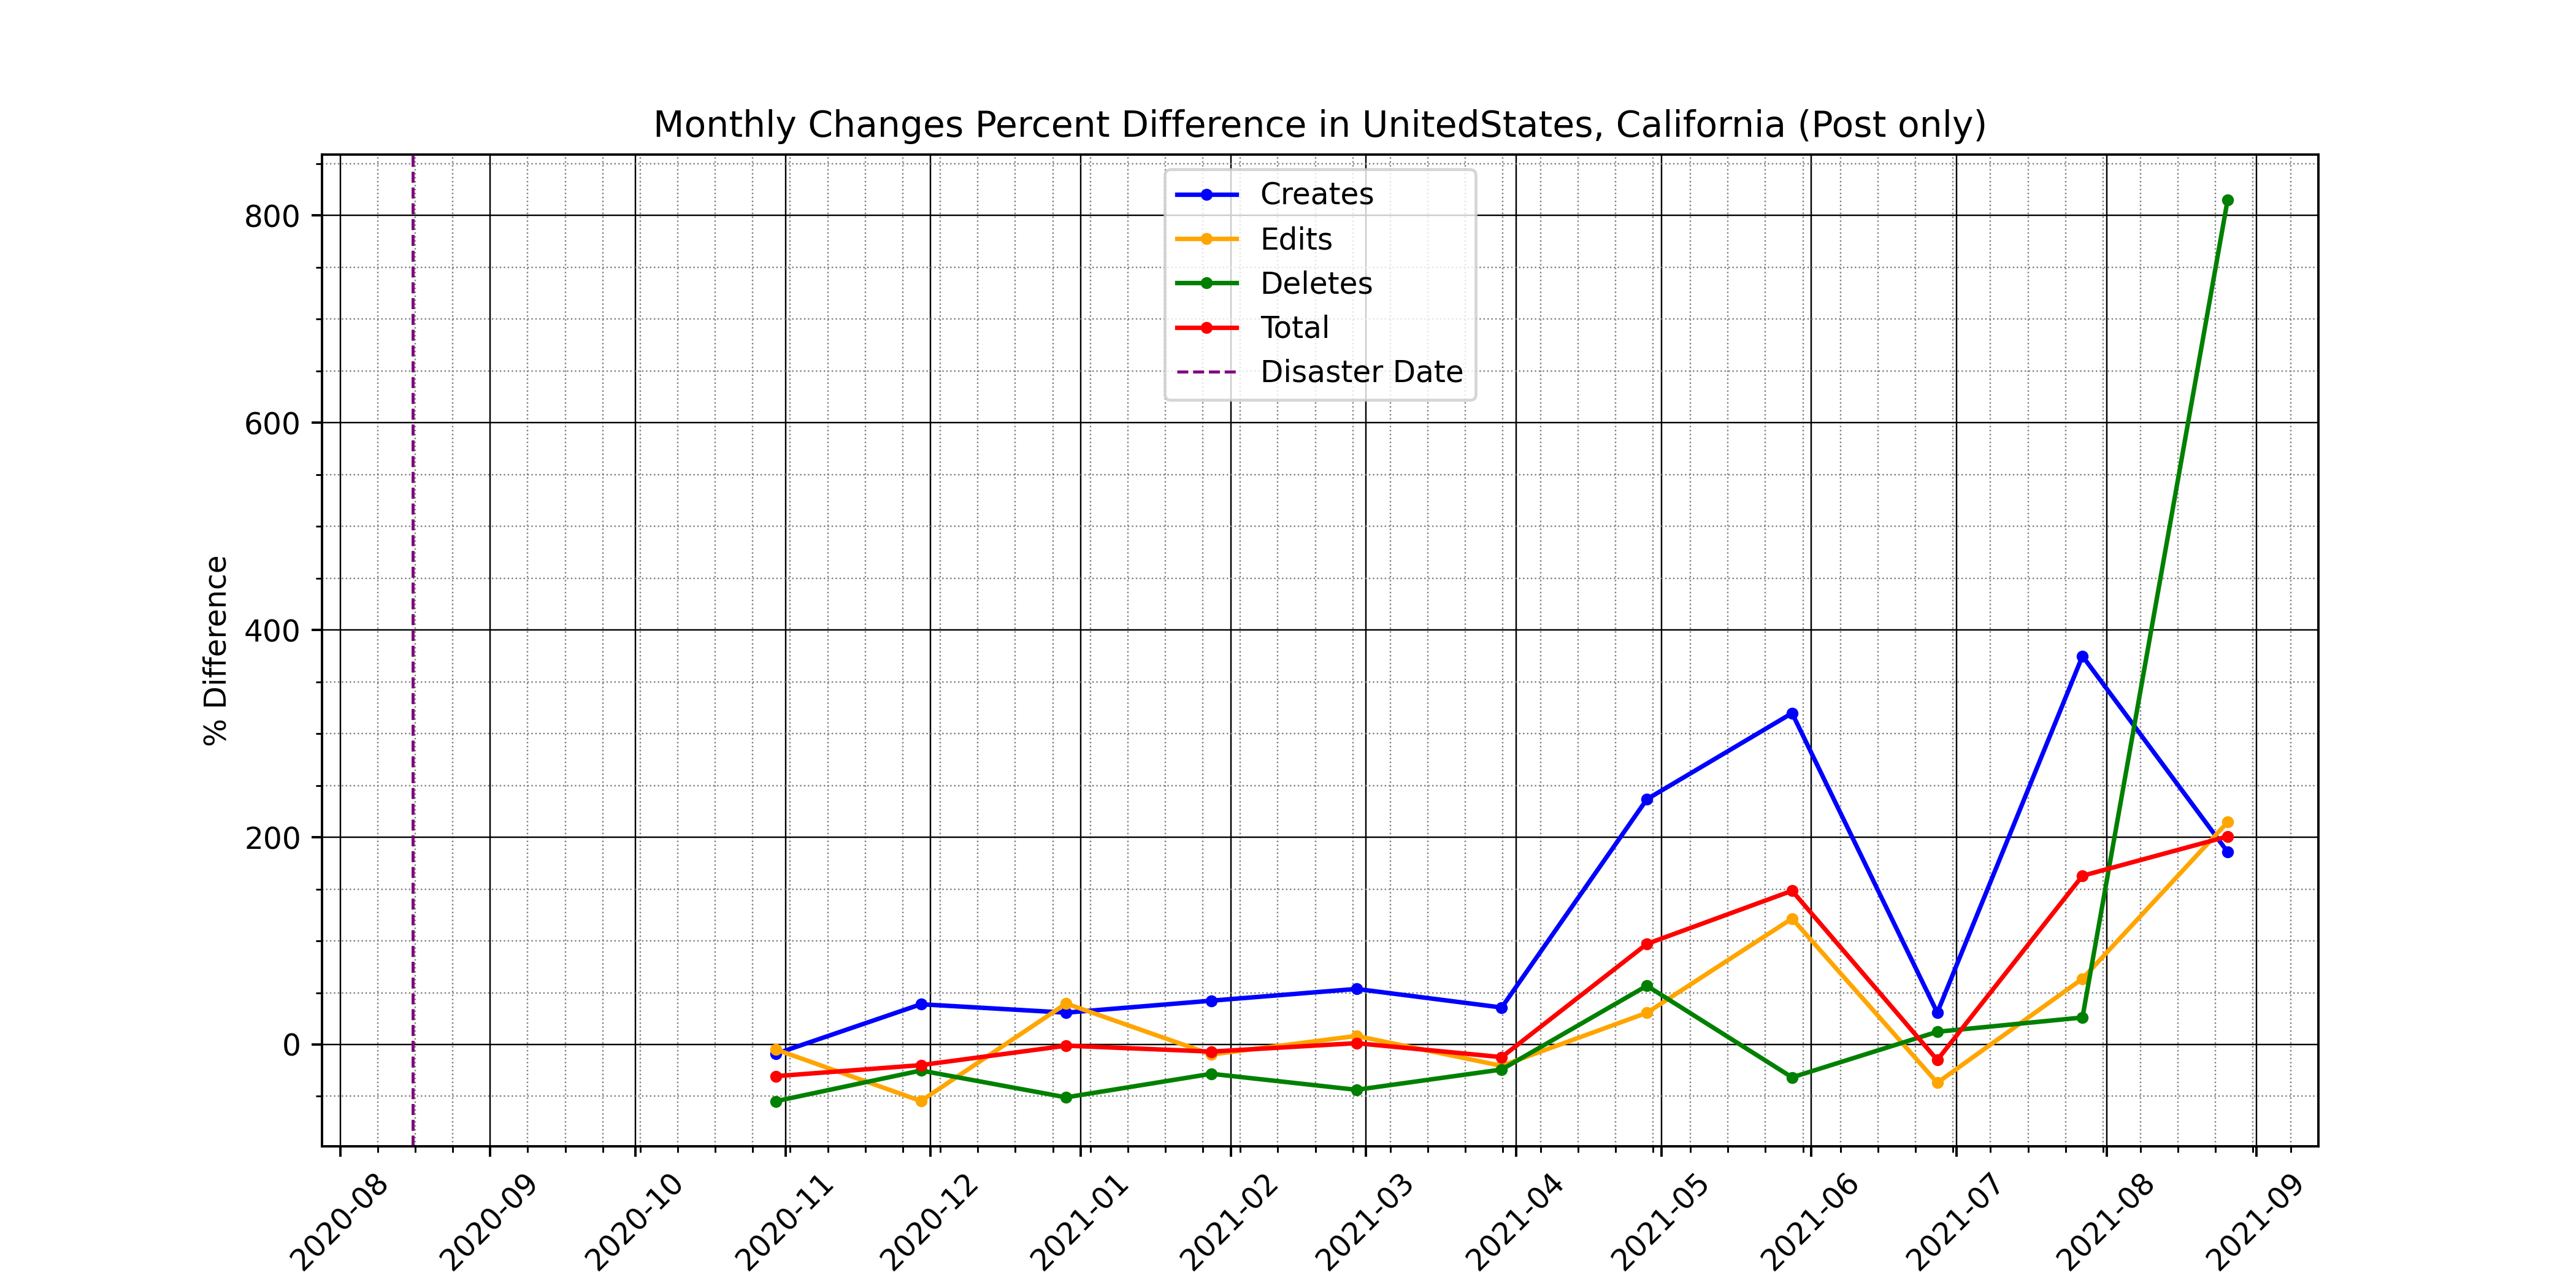 Monthly Changes Percent Difference in UnitedStates, California (Post only)
Creates
Edits
Deletes
Total
Disaster Date
% Difference
800
600
400
200
0
2020-08
2020-09
2020-10
2020-11
2020-12
2021-01
2021-02
2021-03
2021-04
2021-05
2021-06
2021-07
2021-08
2021-09